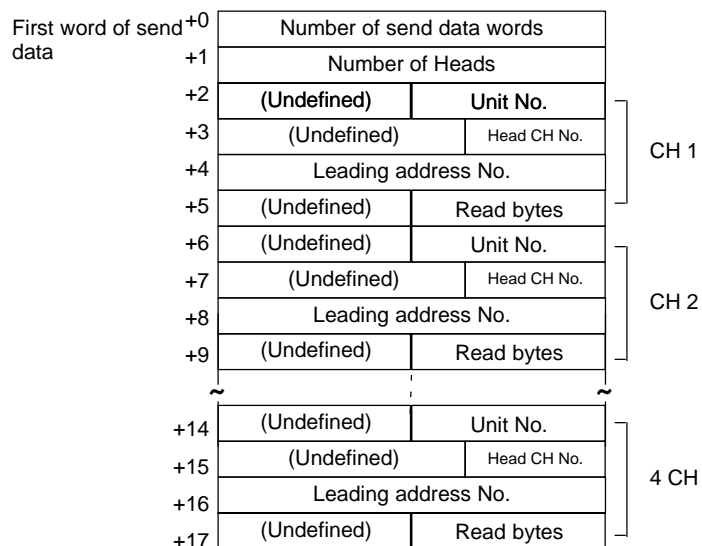 First word of send data
+0 Number of send data words
+1 Number of Heads
+2 (Undefined) Unit No.
+3 (Undefined) Head CH No.
+4 Leading address No.
+5 (Undefined) Read bytes
CH 1
+6 (Undefined) Unit No.
+7 (Undefined) Head CH No.
+8 Leading address No.
+9 (Undefined) Read bytes
CH 2
~ ~
+14 (Undefined) Unit No.
+15 (Undefined) Head CH No.
+16 Leading address No.
+17 (Undefined) Read bytes
4 CH